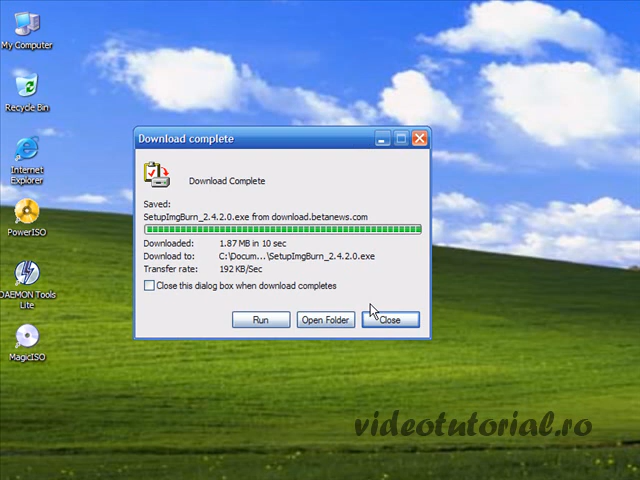 My Computer
Recycle Bin
Internet
Explorer
PowerISO
DAEMON Tools
Lite
MagicISO
Download complete
Download Complete
Saved:
SetupImgBurn_2.4.2.0.exe from download.betanews.com
Downloaded: 1.87 MB in 10 sec
Download to: C:\Docum...\SetupImgBurn_2.4.2.0.exe
Transfer rate: 192 KB/Sec
Close this dialog box when download completes
Run Open Folder Close
videotutorial.ro